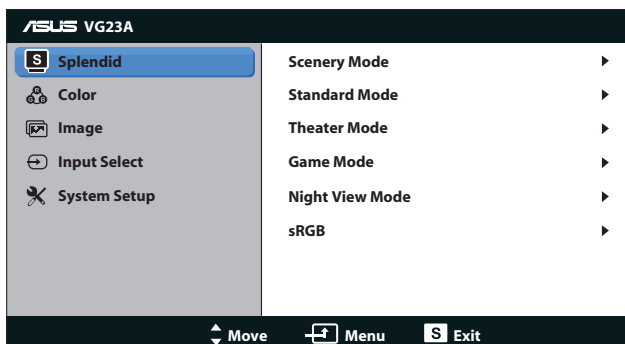 ASUS VG23A
S Splendid
Color
Image
Input Select
System Setup
Scenery Mode
Standard Mode
Theater Mode
Game Mode
Night View Mode
sRGB
Move Menu S Exit